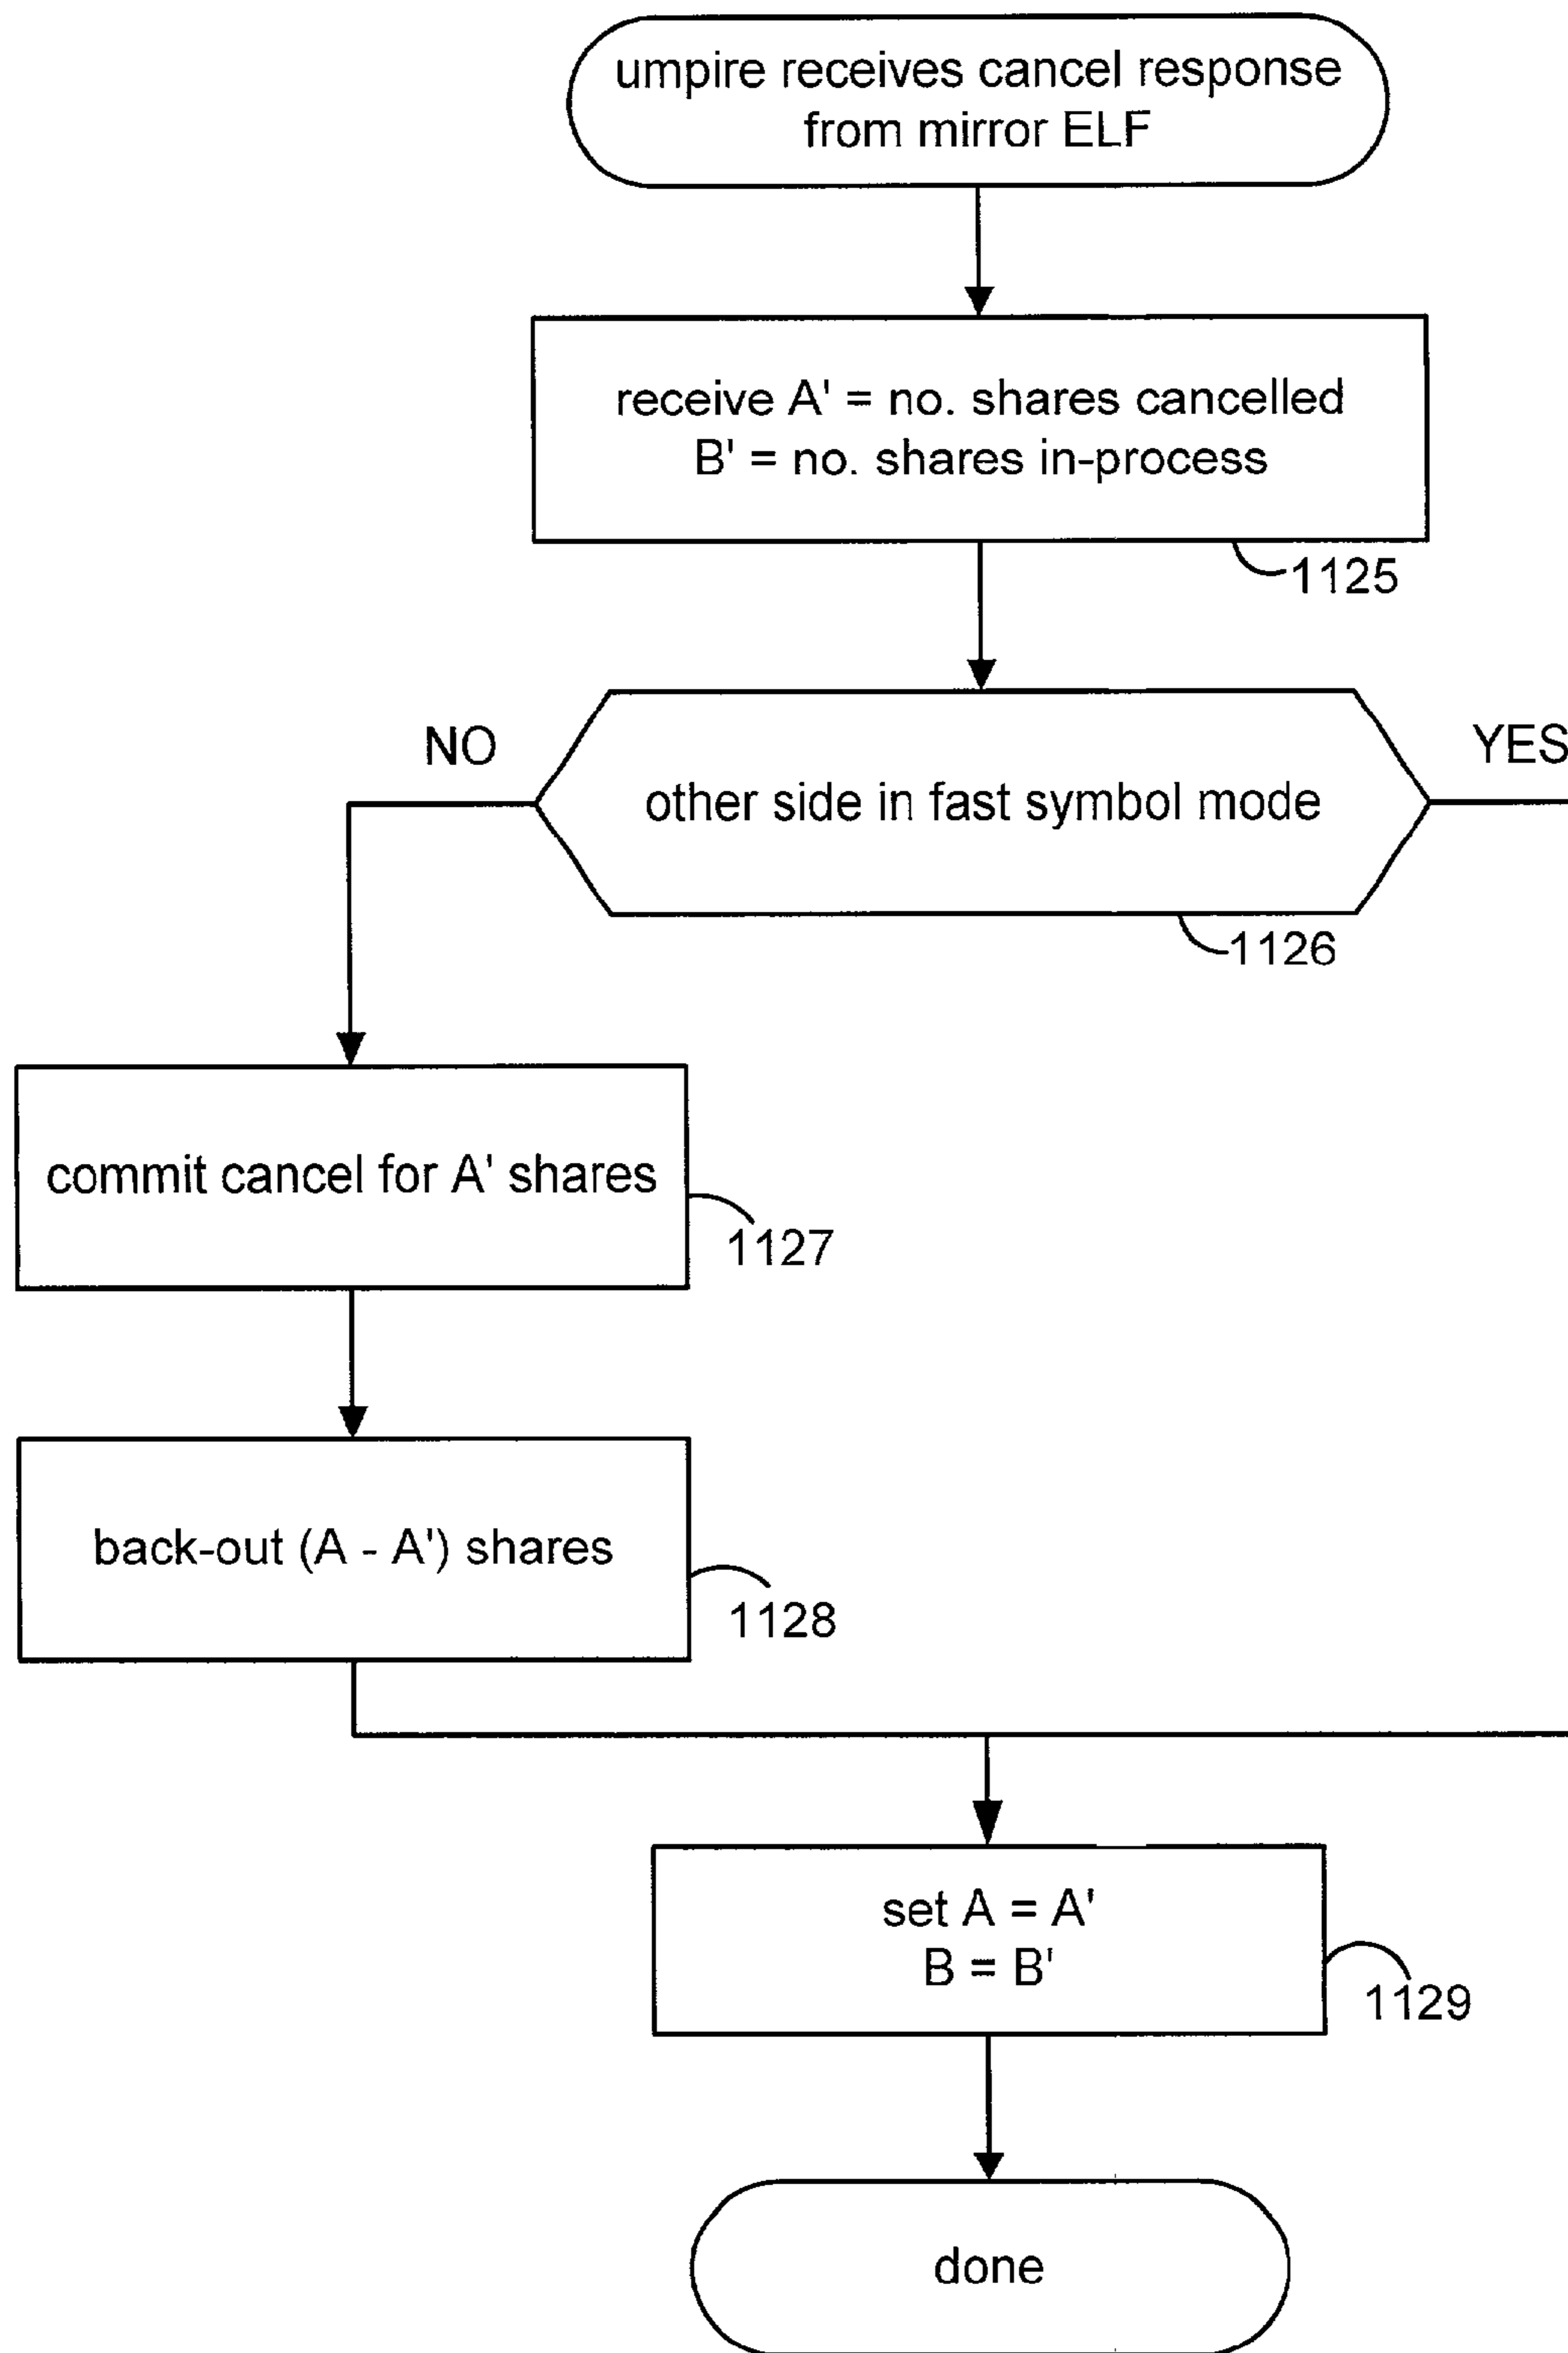 umpire receives cancel response
from mirror ELF
receive A' = no. shares cancelled
B' = no. shares in-process
1125
NO
YES
other side in fast symbol mode
1126
commit cancel for A' shares
1127
back-out (A - A') shares
1128
set A = A'
B = B'
1129
done